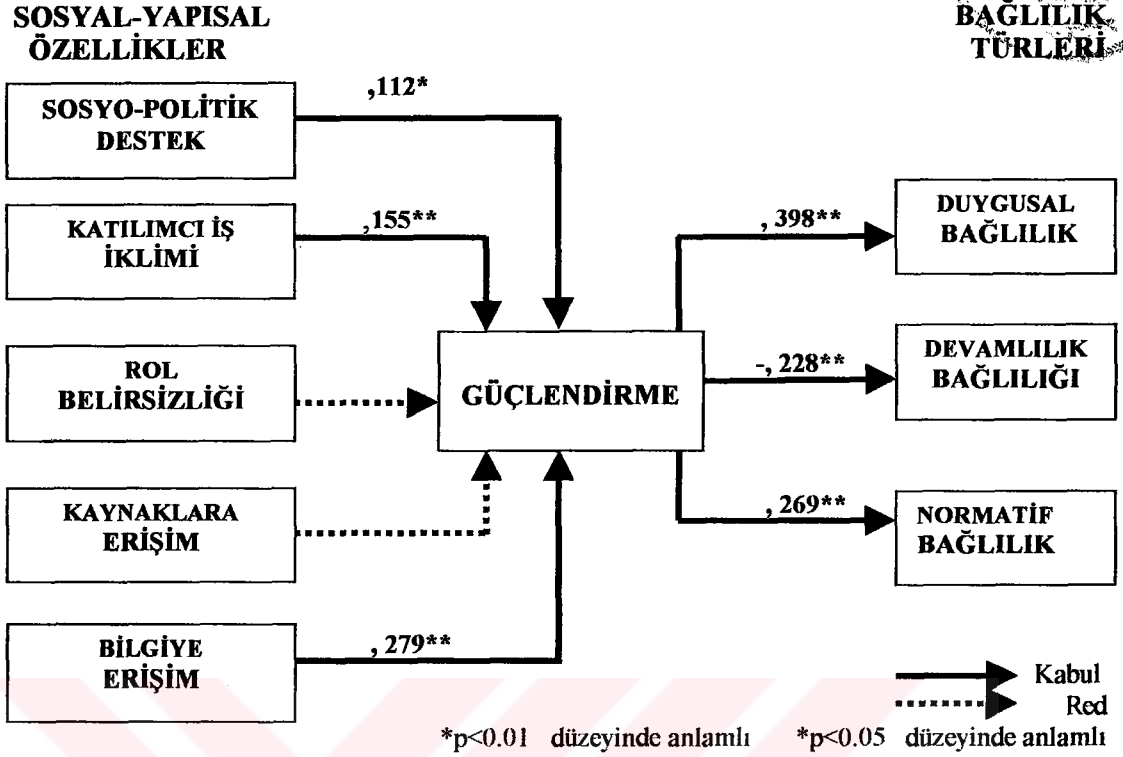 SOSYAL-YAPISAL
ÖZELLİKLER
BAĞLILIK
TÜRLERİ
SOSYO-POLİTİK
DESTEK
,112*
KATILIMCI İŞ
İKLİMİ
,155**
ROL
BELİRSİZLİĞİ
KAYNAKLARA
ERİŞİM
BİLGİYE
ERİŞİM
, 279**
GÜÇLENDİRME
, 398**
DUYGUSAL
BAĞLILIK
-, 228**
DEVAMLILIK
BAĞLILIĞI
, 269**
NORMATİF
BAĞLILIK
Kabul
Red
*p<0.01 düzeyinde anlamlı *p<0.05 düzeyinde anlamlı